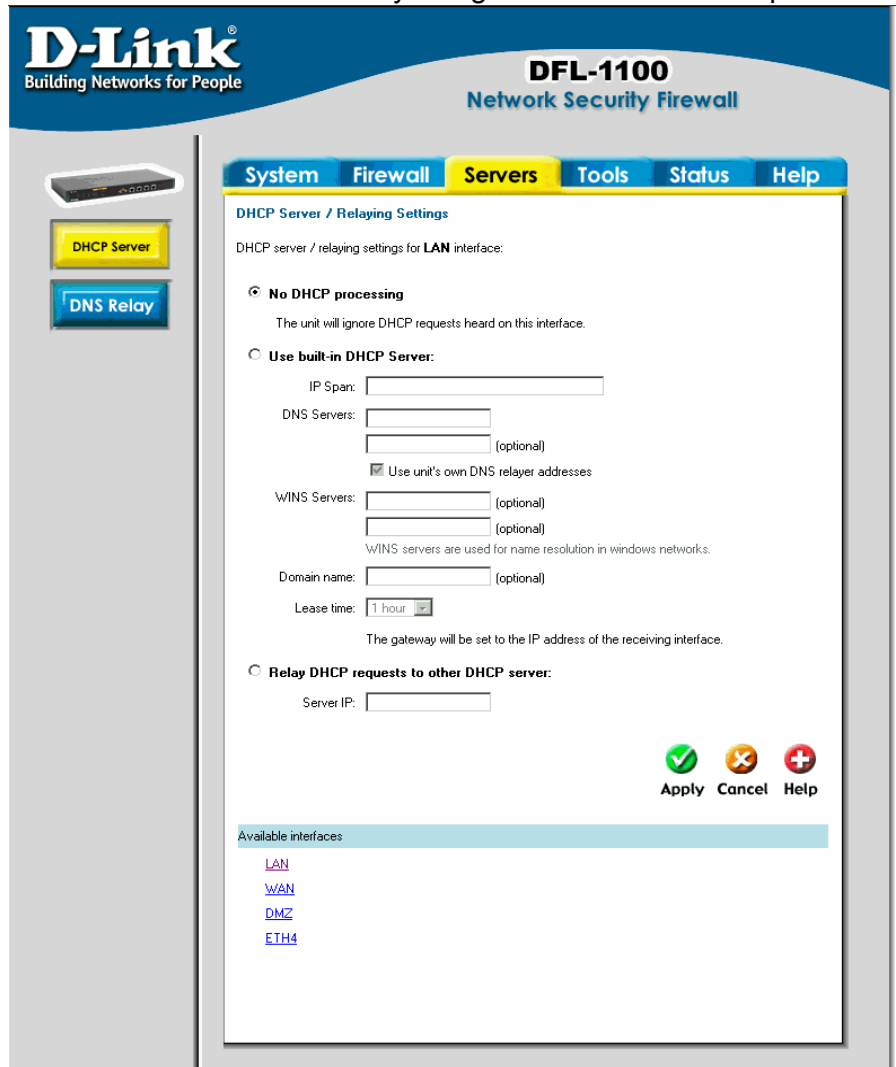 D-Link®
Building Networks for People
DFL-1100
Network Security Firewall
System Firewall Servers Tools Status Help
DHCP Server
DNS Relay
DHCP Server / Relaying Settings
DHCP server / relaying settings for LAN interface:
No DHCP processing
The unit will ignore DHCP requests heard on this interface.
Use built-in DHCP Server:
IP Span:
DNS Servers:
(optional)
Use unit's own DNS relayer addresses
WINS Servers: (optional)
(optional)
WINS servers are used for name resolution in windows networks.
Domain name: (optional)
Lease time: 1 hour
The gateway will be set to the IP address of the receiving interface.
Relay DHCP requests to other DHCP server:
Server IP:
Apply Cancel Help
Available interfaces
LAN
WAN
DMZ
ETH4